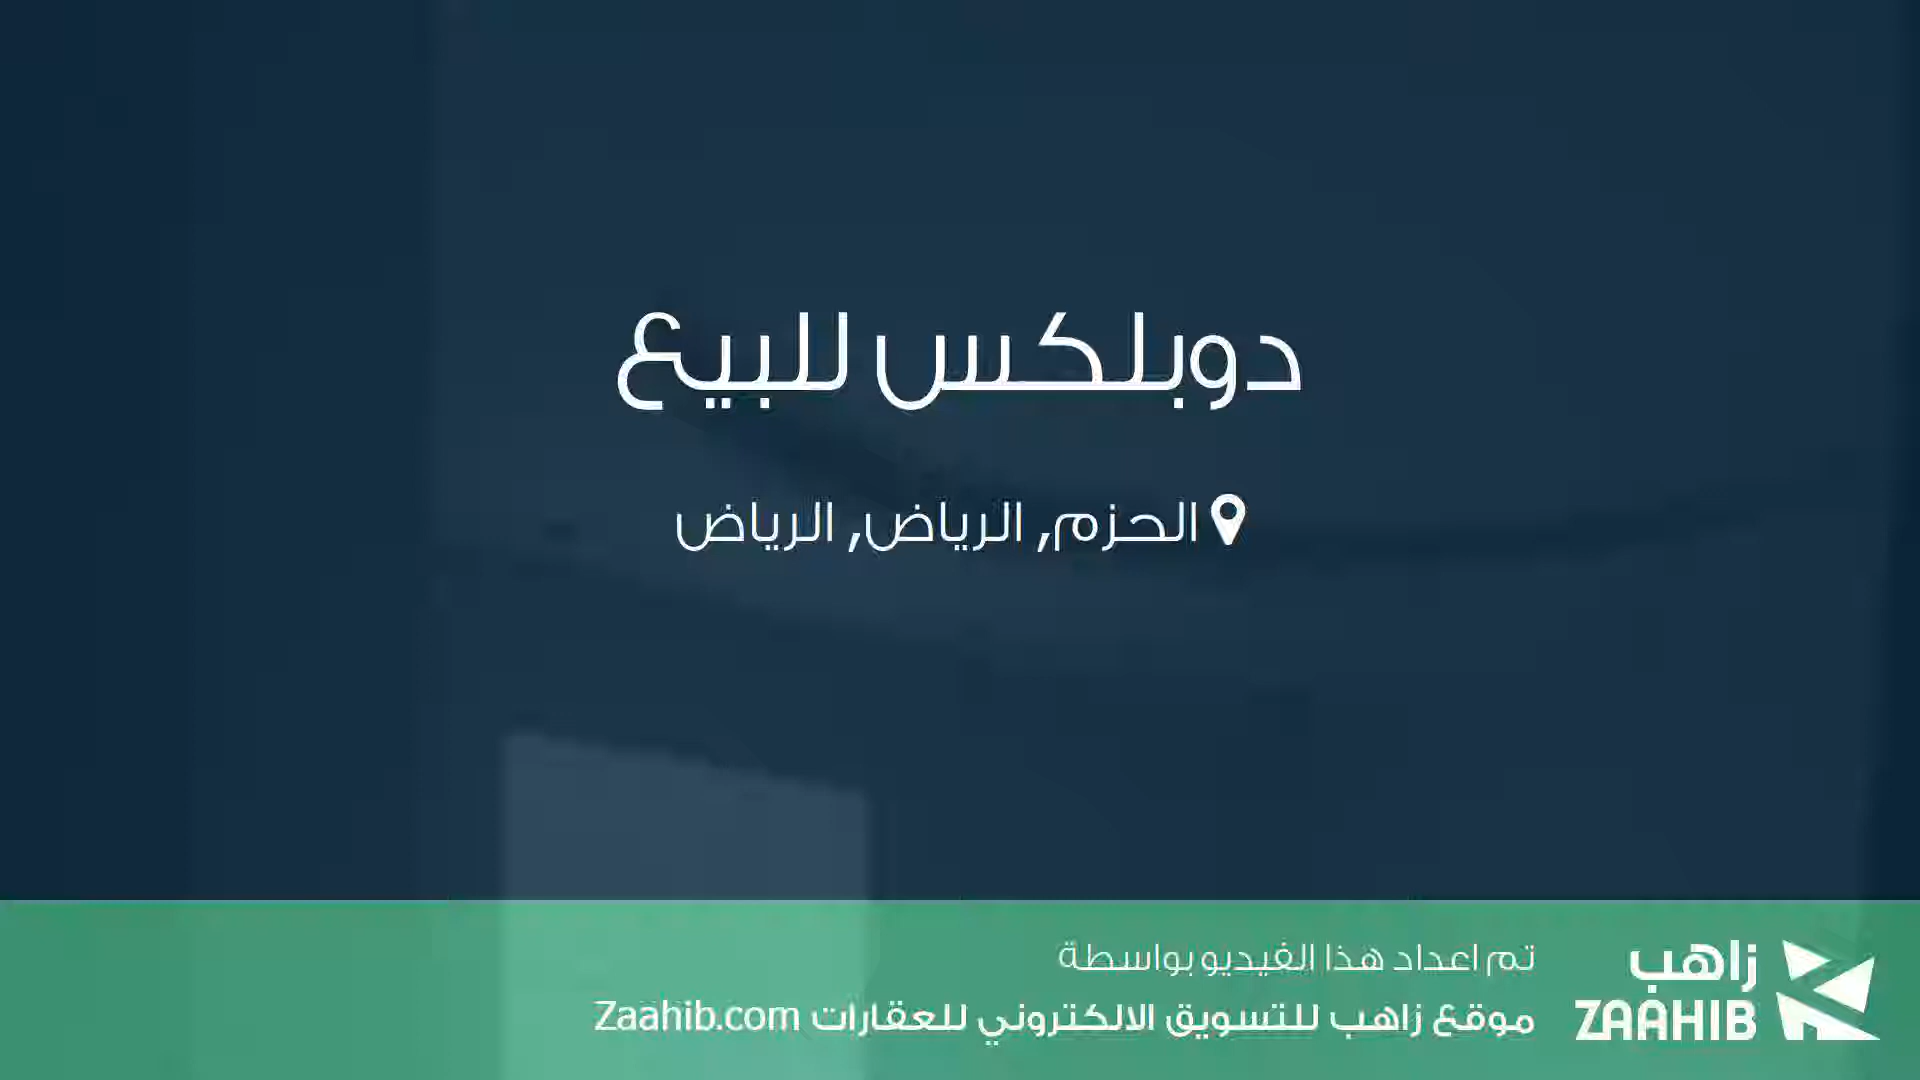 دوبلكس للبيع
الحزم, الرياض, الرياض
تم اعداد هذا الفيديو بواسطة
موقع زاهب للتسويق الالكتروني للعقارات Zaahib.com
زاهب
ZAAHIB